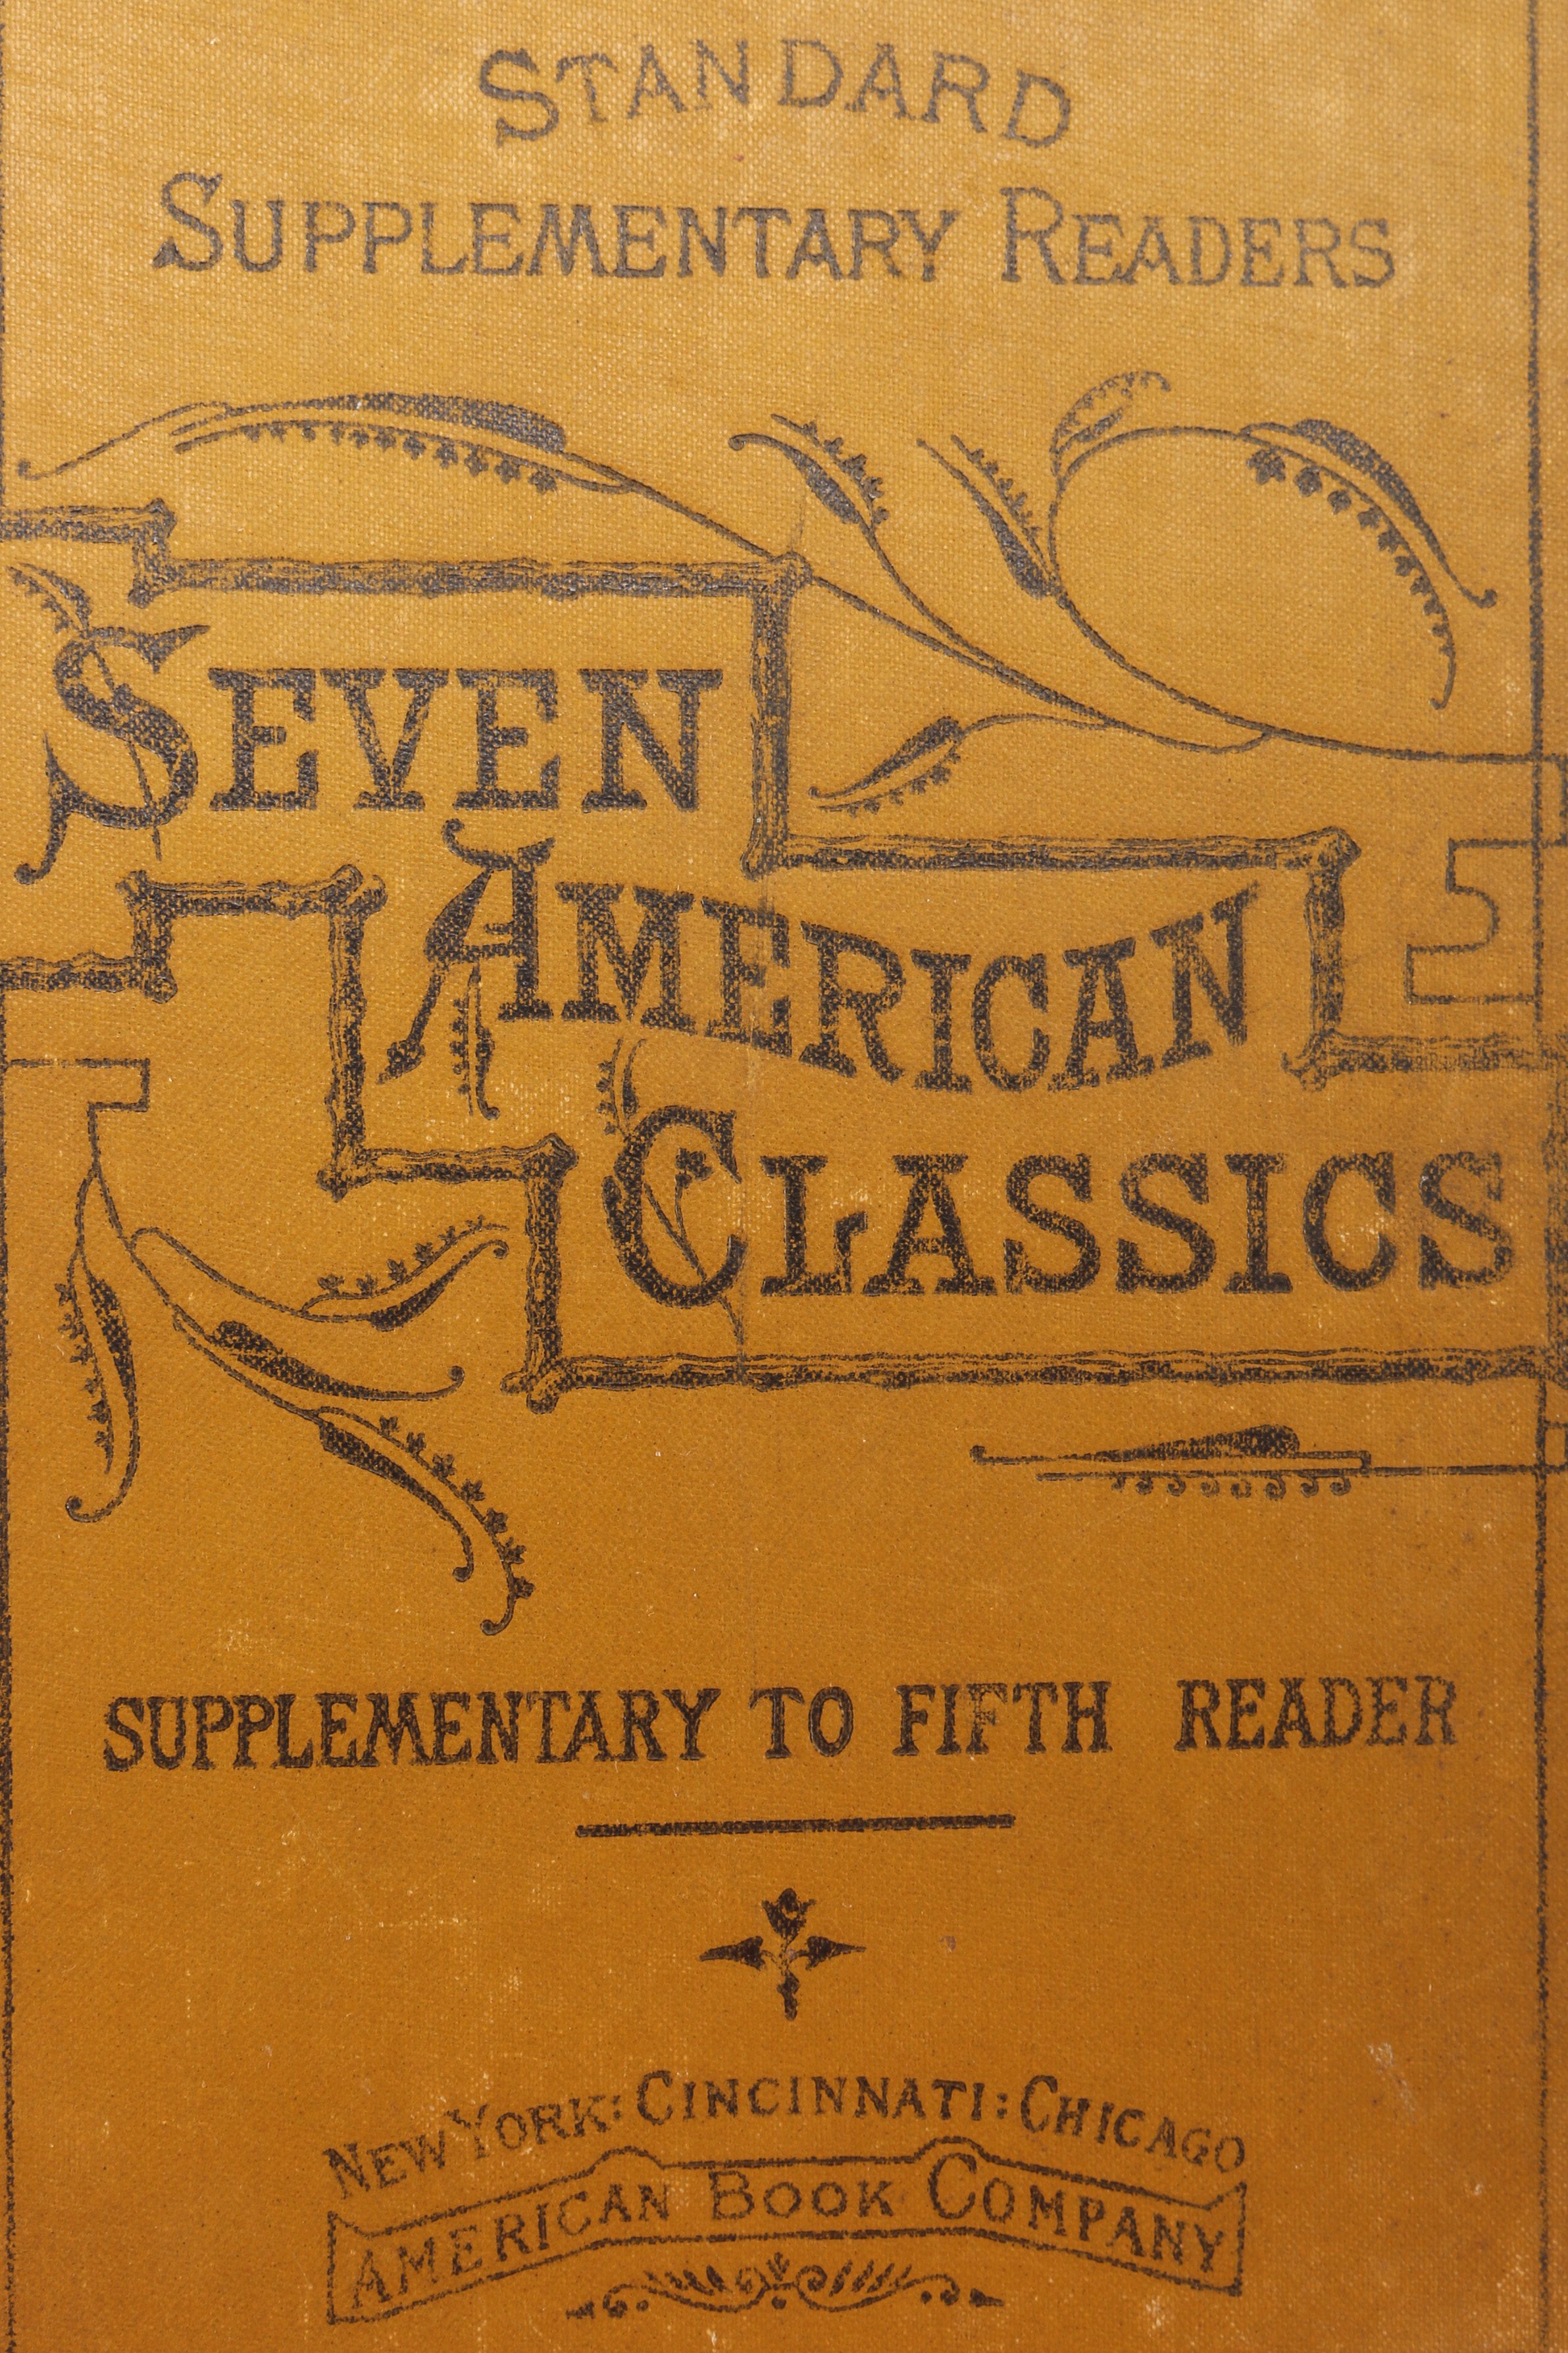 STANDARD
SUPPLEMENTARY READERS
SEVEN
AMERICAN
CLASSICS
SUPPLEMENTARY TO FIFTH READER
NEW YORK: CINCINNATI: CHICAGO
AMERICAN BOOK COMPANY